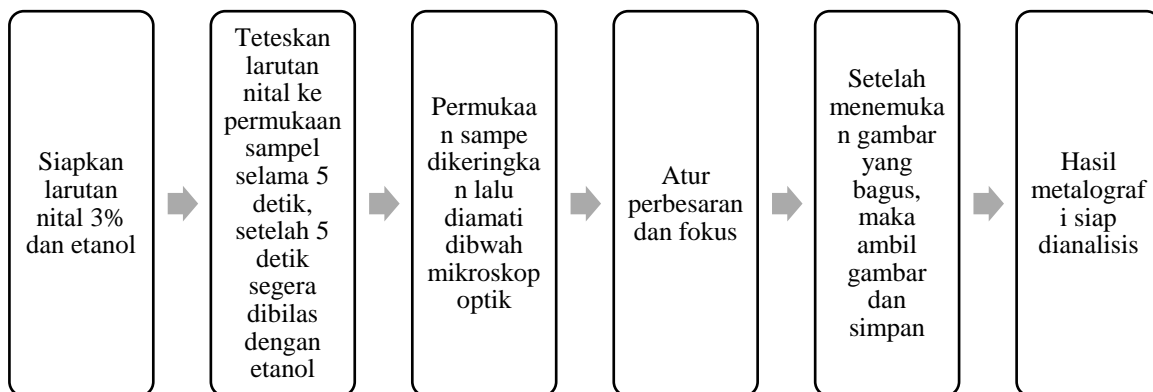 Siapkan
larutan
nital 3%
dan etanol
Teteskan
larutan
nital ke
permukaan
sampel
selama 5
detik,
setelah 5
detik
segera
dibilas
dengan
etanol
Permukaa
n sampe
dikeringka
n lalu
diamati
dibwah
mikroskop
optik
Atur
perbesaran
dan fokus
Setelah
menemuka
n gambar
yang
bagus,
maka
ambil
gambar
dan
simpan
Hasil
metalograf
i siap
dianalisis